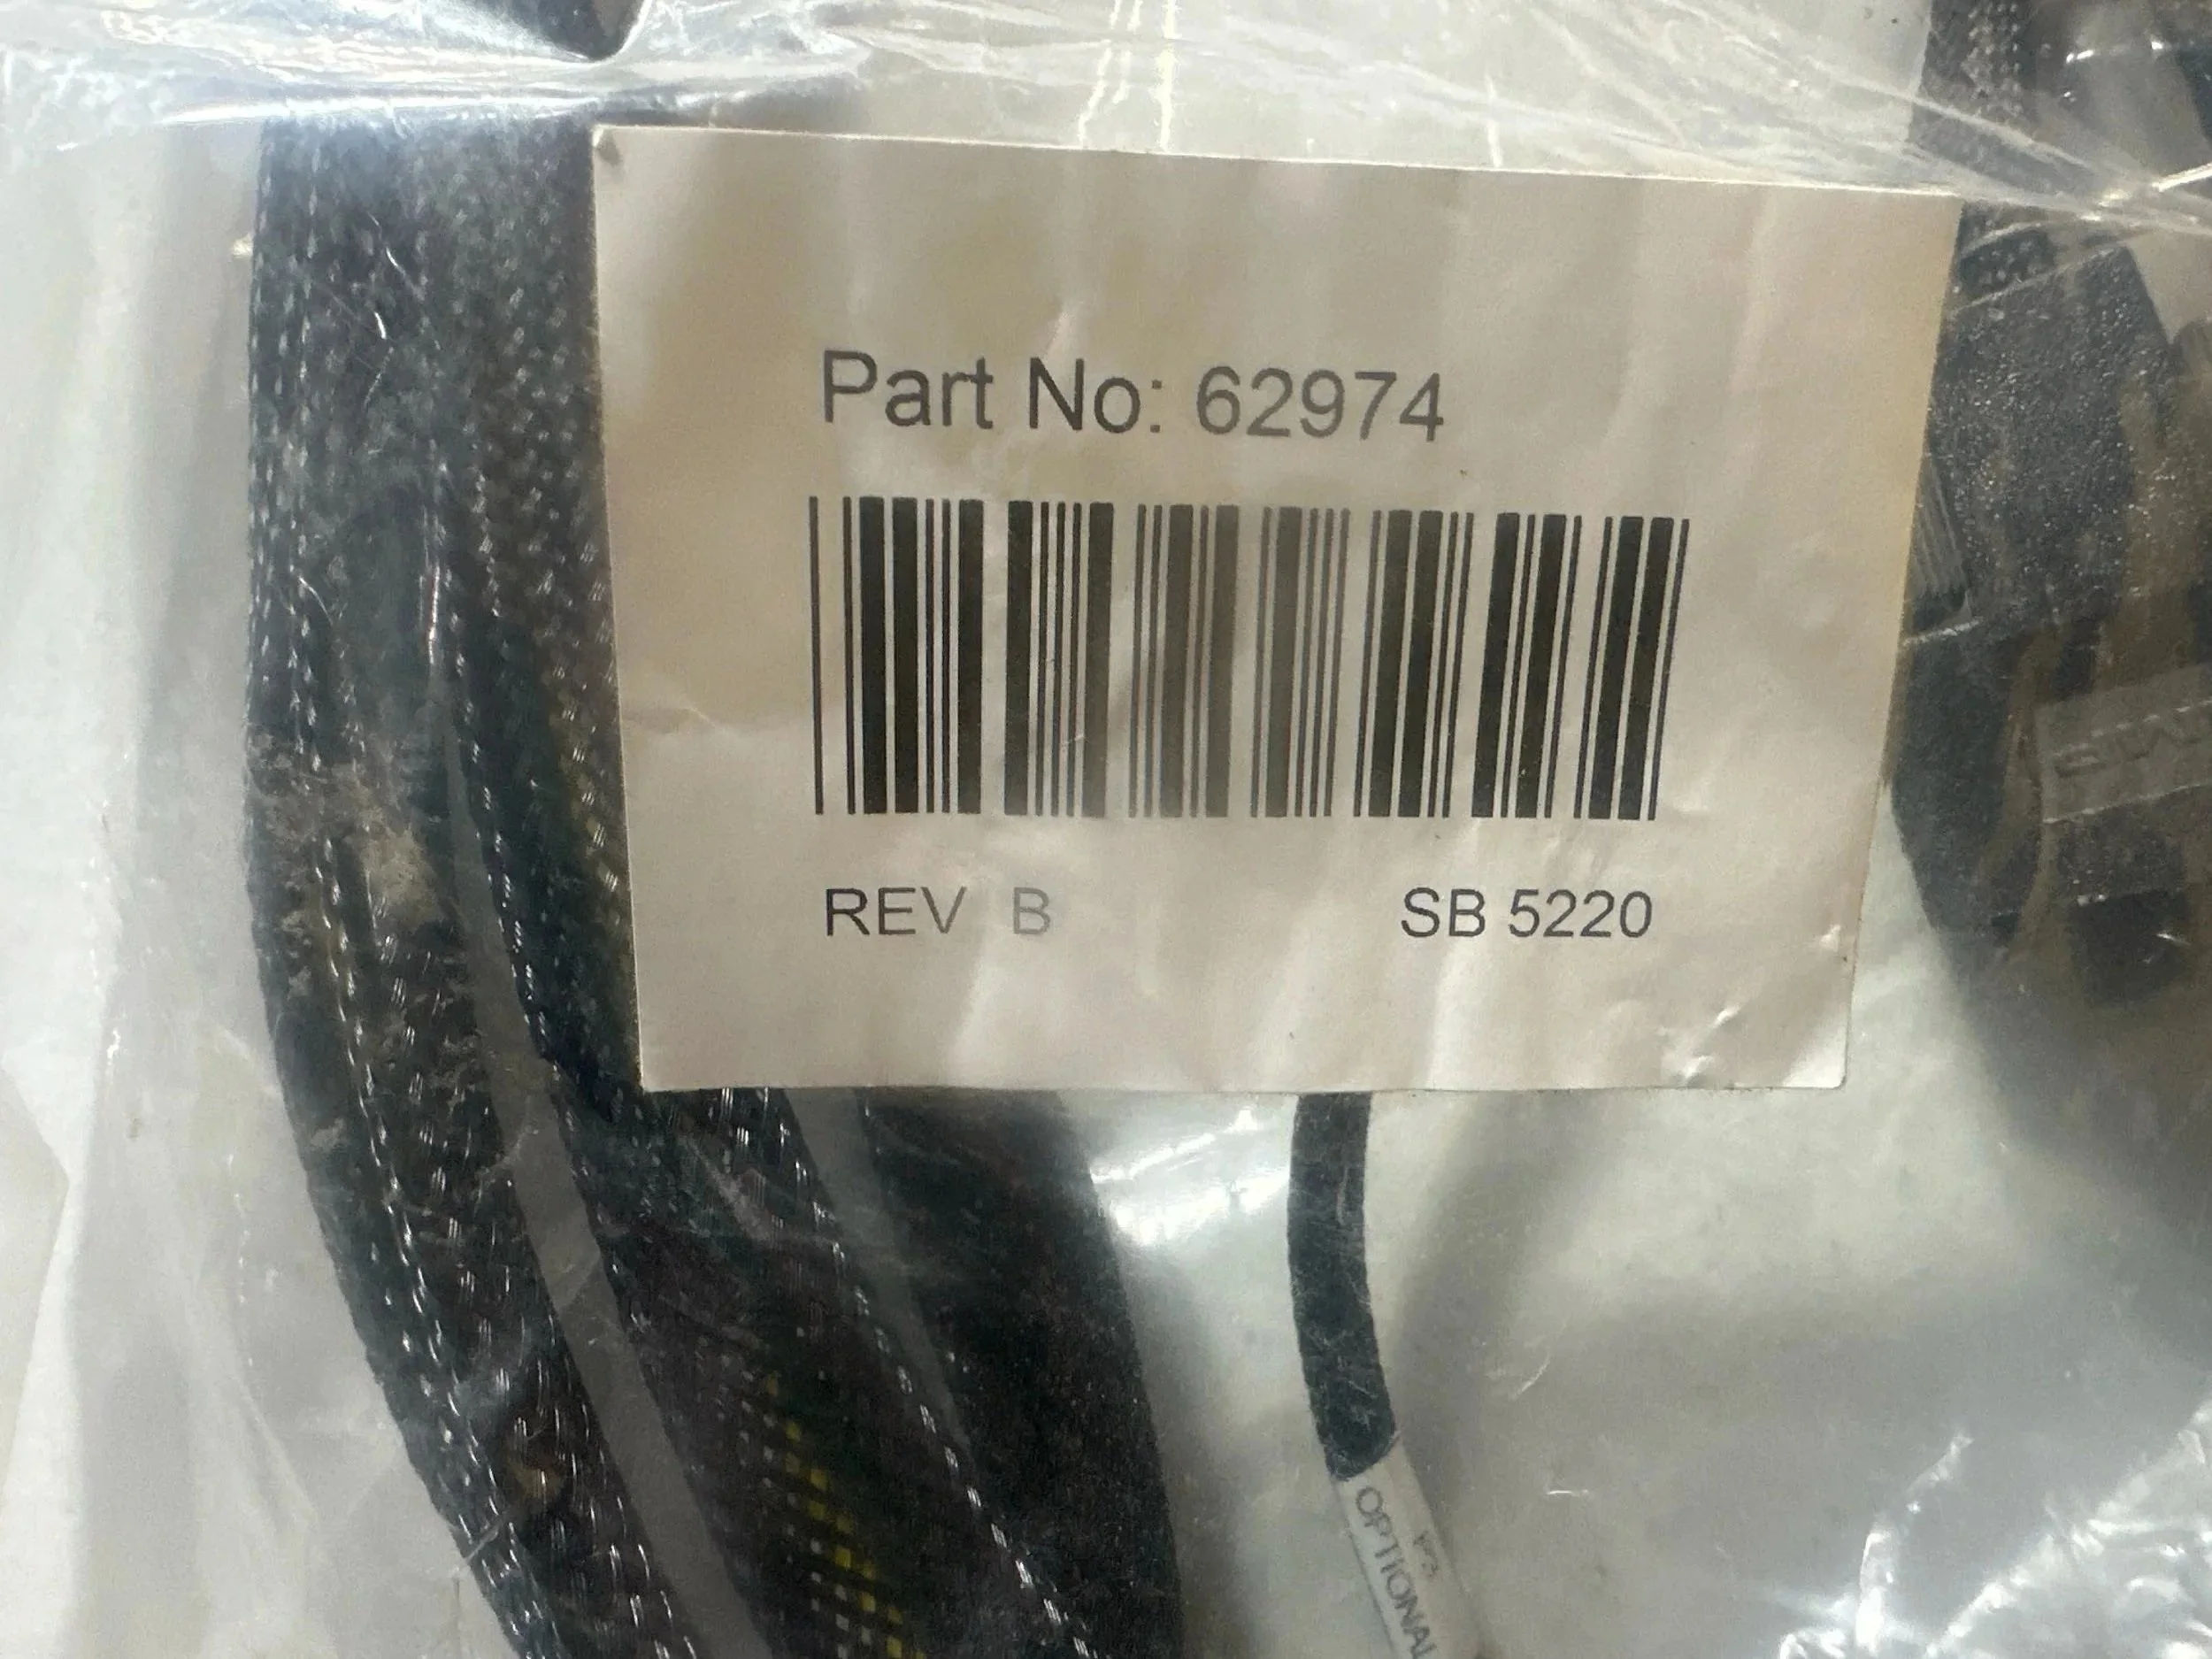 Part No: 62974
REV B
SB 5220
OPTIONAL